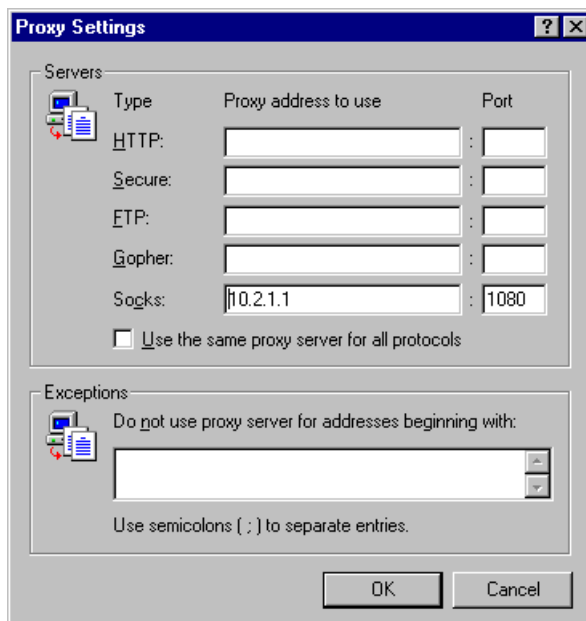 Proxy Settings
Servers
Type Proxy address to use Port
HTTP: :
Secure: :
FTP: :
Gopher: :
Socks: 10.2.1.1 : 1080
Use the same proxy server for all protocols
Exceptions
Do not use proxy server for addresses beginning with:
Use semicolons ( ; ) to separate entries.
OK Cancel